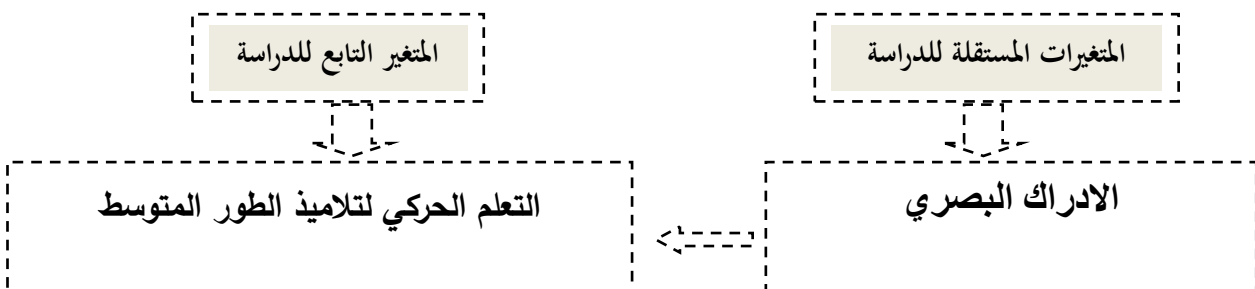 المتغيرات المستقلة للدراسة
المتغير التابع للدراسة
الادراك البصري
التعلم الحركي لتلاميذ الطور المتوسط